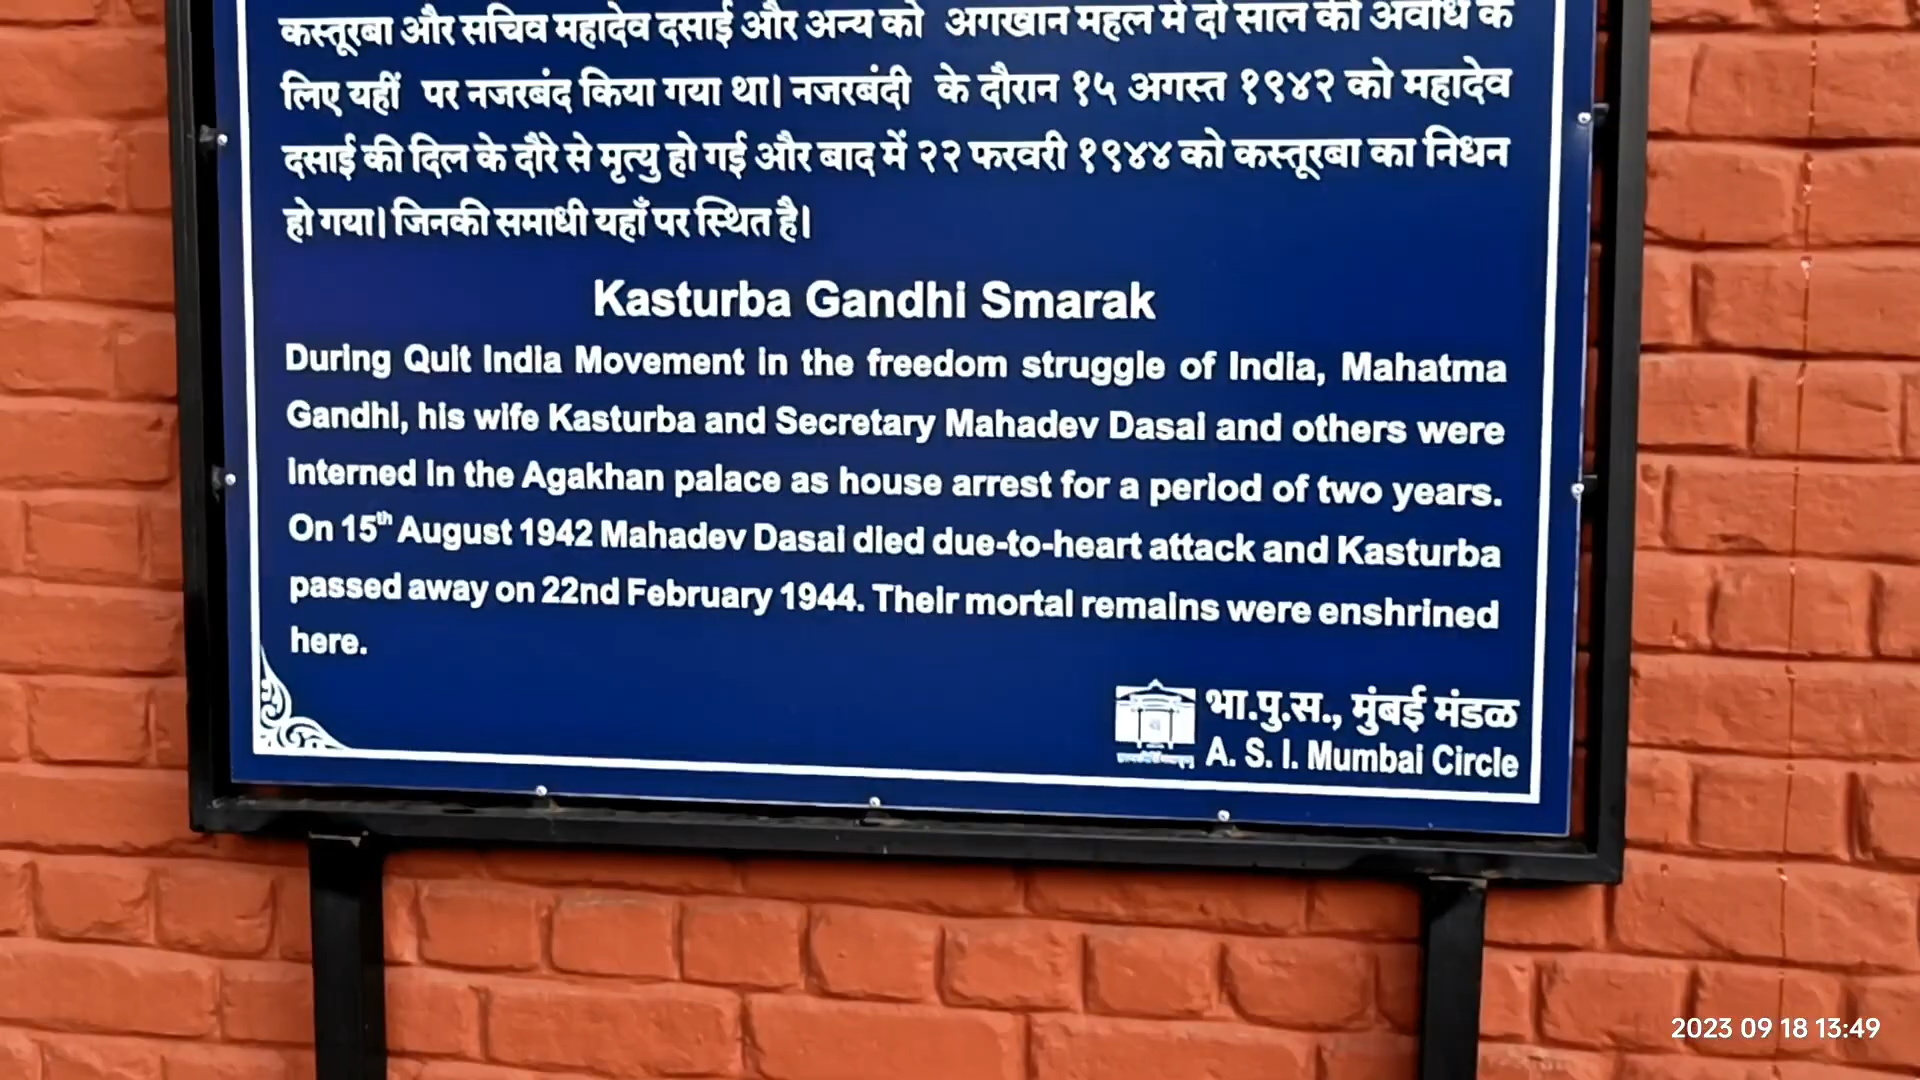 कस्तूरबा और सचिव महादेव दसाई और अन्य को अगखान महल में दो साल की अवधि के
लिए यहीं पर नजरबंद किया गया था। नजरबंदी के दौरान १५ अगस्त १९४२ को महादेव
दसाई की दिल के दौरे से मृत्यु हो गई और बाद में २२ फरवरी १९४४ को कस्तूरबा का निधन
हो गया। जिनकी समाधी यहाँ पर स्थित है।
Kasturba Gandhi Smarak
During Quit India Movement in the freedom struggle of India, Mahatma
Gandhi, his wife Kasturba and Secretary Mahadev Dasai and others were
interned in the Agakhan palace as house arrest for a period of two years.
On 15th August 1942 Mahadev Dasai died due-to-heart attack and Kasturba
passed away on 22nd February 1944. Their mortal remains were enshrined
here.
भा.पु.स., मुंबई मंडळ
A. S. I. Mumbai Circle
2023 09 18 13:49